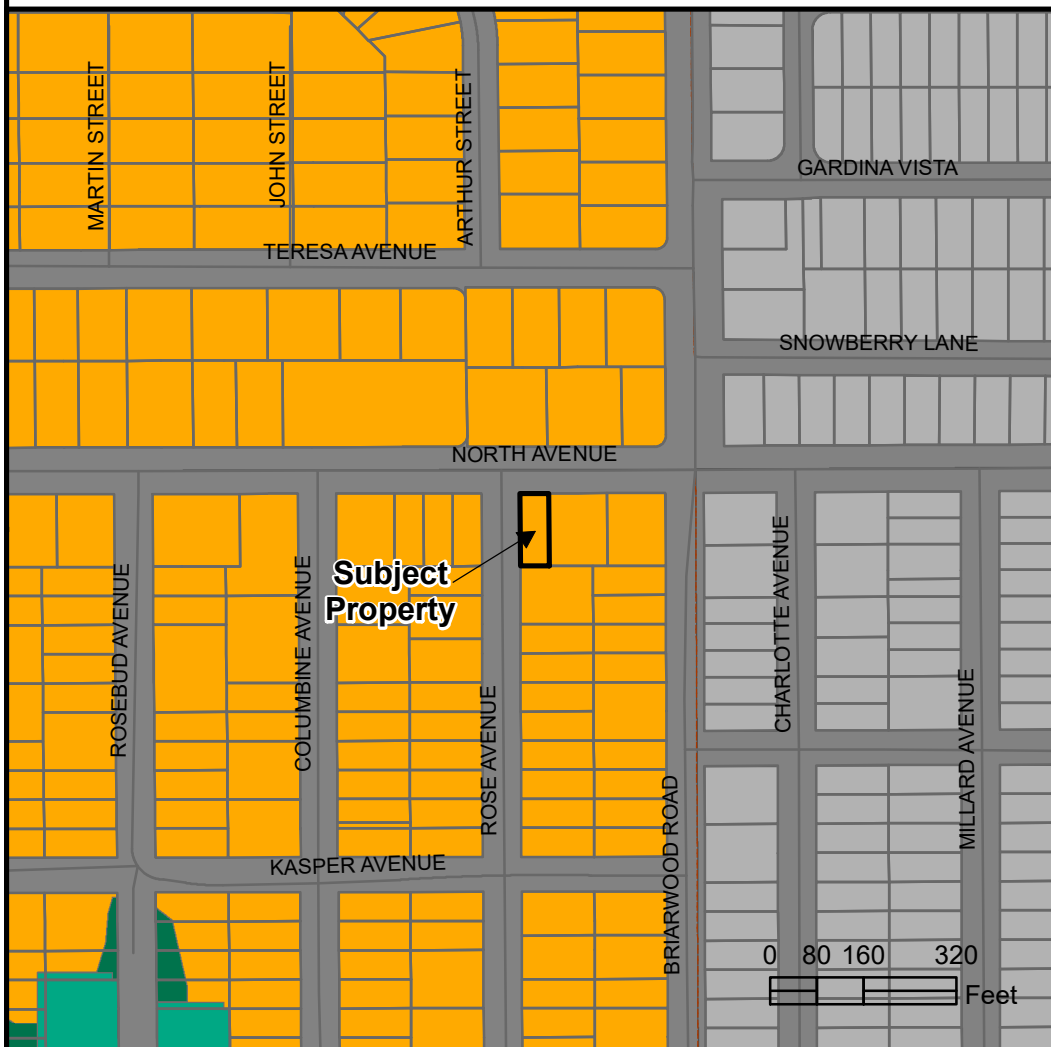 MARTIN STREET
JOHN STREET
ARTHUR STREET
GARDINA VISTA
TERESA AVENUE
SNOWBERRY LANE
NORTH AVENUE
Subject
Property
ROSEBUD AVENUE
COLUMBINE AVENUE
ROSE AVENUE
CHARLOTTE AVENUE
MILLARD AVENUE
BRIARWOOD ROAD
KASPER AVENUE
0 80 160 320
Feet